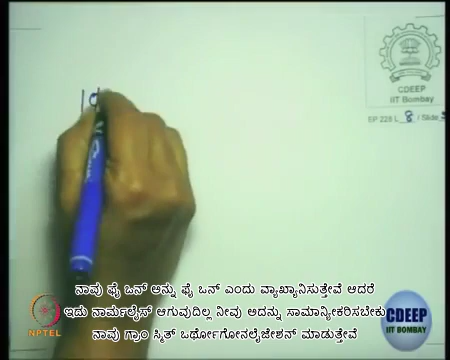 CDEEP
IIT Bombay
EP 228 L 8 / Slide
ನಾವು ಫೈ ಒನ್ ಅನ್ನು ಫೈ ಒನ್ ಎಂದು ವ್ಯಾಖ್ಯಾನಿಸುತ್ತೇವೆ ಆದರೆ
ಇದು ನಾರ್ಮಲೈಸ್ ಆಗುವುದಿಲ್ಲ ನೀವು ಅದನ್ನು ಸಾಮಾನ್ಯೀಕರಿಸಬೇಕು
ನಾವು ಗ್ರಾಂ ಸ್ಮಿತ್ ಒರ್ಥೋಗೋನಲೈಜೇಶನ್ ಮಾಡುತ್ತೇವೆ
NPTEL
CDEEP
IIT BOMBAY